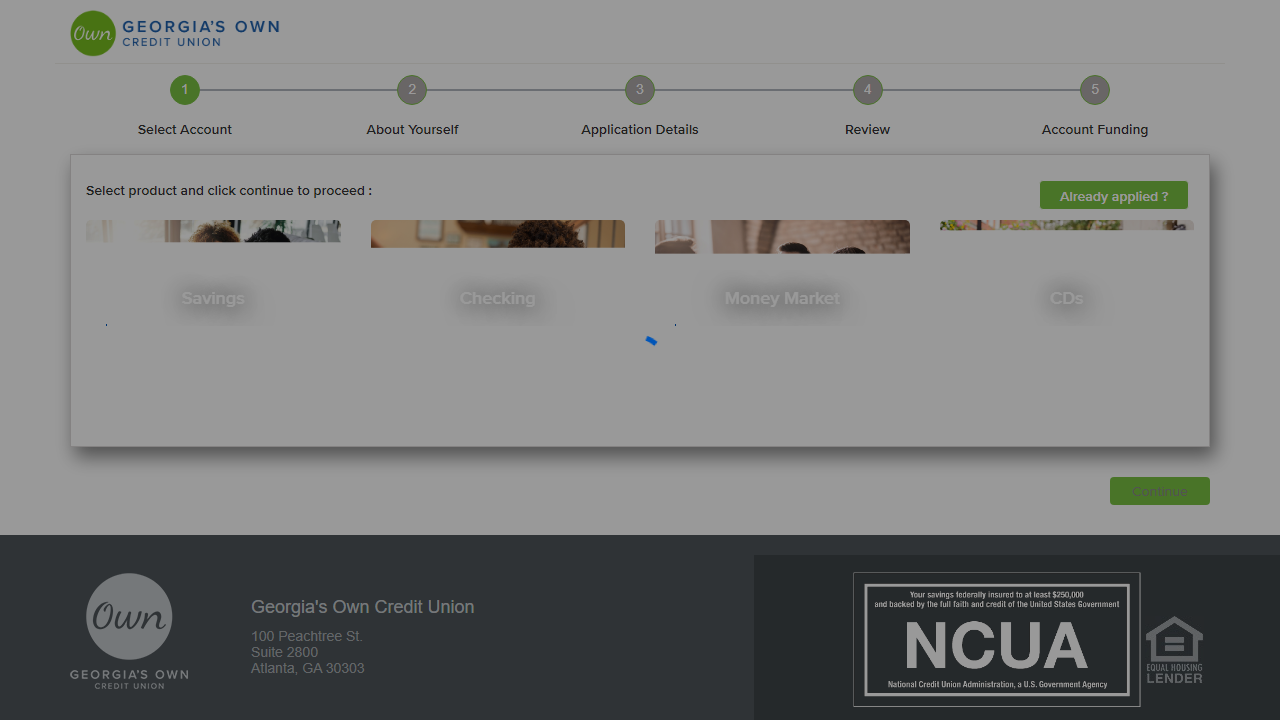 Own
GEORGIA'S OWN
CREDIT UNION
1
2
3
4
5
Select Account
About Yourself
Application Details
Review
Account Funding
Select product and click continue to proceed :
Already applied ?
Savings
Checking
Money Market
CDs
Continue
Own
GEORGIA'S OWN
CREDIT UNION
Georgia's Own Credit Union
100 Peachtree St.
Suite 2800
Atlanta, GA 30303
Your savings federally insured to at least $250,000
and backed by the full faith and credit of the United States Government
NCUA
National Credit Union Administration, a U.S. Government Agency
EQUAL HOUSING
LENDER